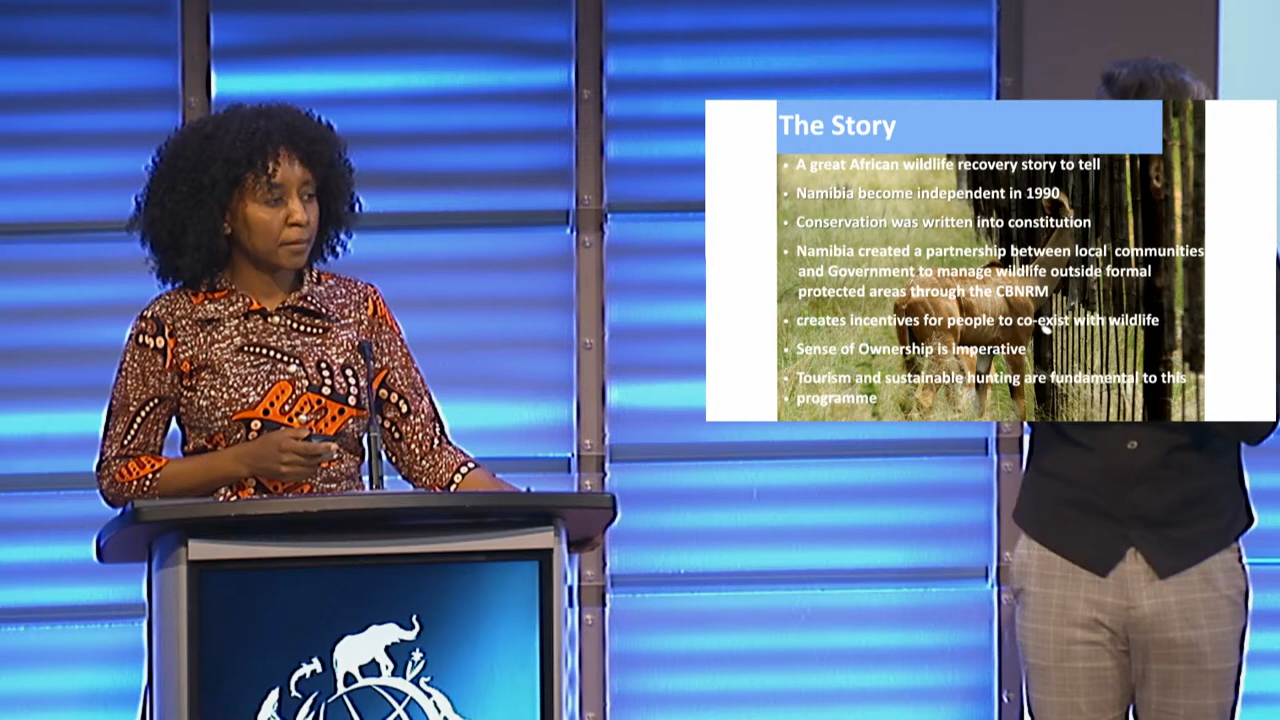 The Story
• A great African wildlife recovery story to tell
• Namibia become independent in 1990
• Conservation was written into constitution
• Namibia created a partnership between local communities
and Government to manage wildlife outside formal
protected areas through the CBNRM
• creates incentives for people to co-exist with wildlife
• Sense of Ownership is imperative
• Tourism and sustainable hunting are fundamental to this
• programme